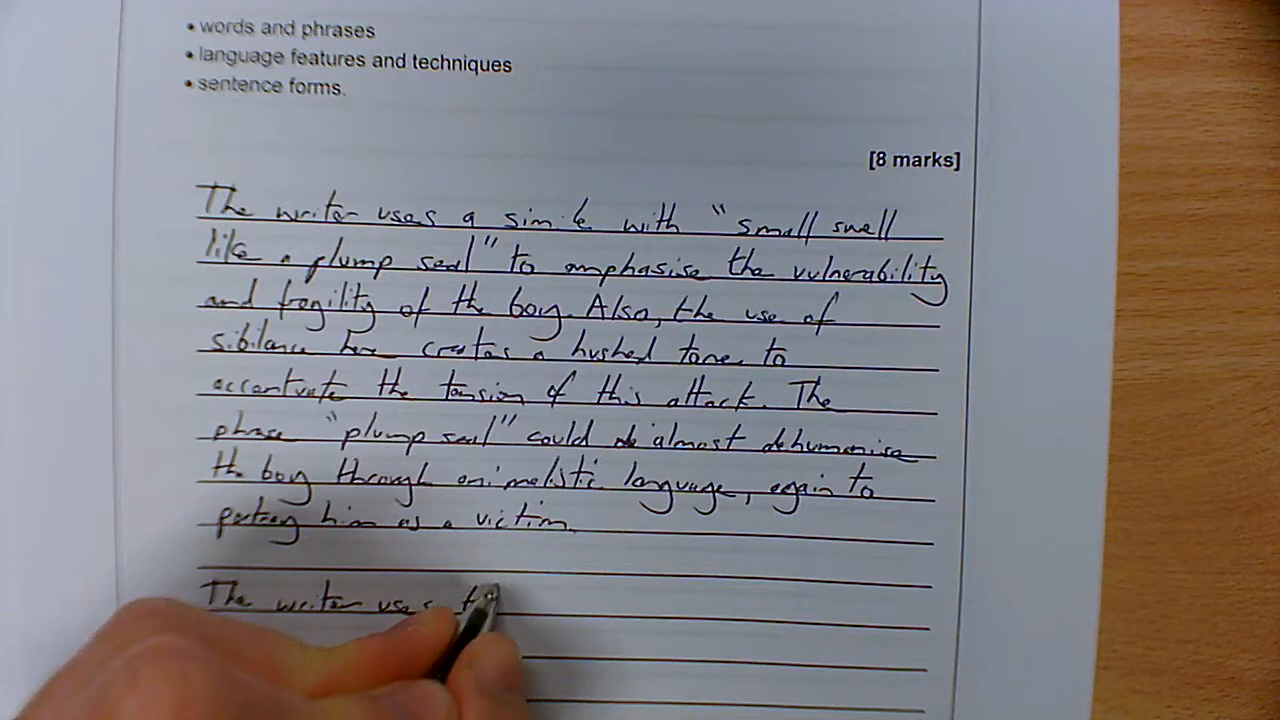 • words and phrases
• language features and techniques
• sentence forms.
[8 marks]
The writer uses a simile with "small swell
like a plump seal" to emphasise the vulnerability
and fragility of the boy. Also, the use of
sibilance here creates a hushed tone to
accentuate the tension of this attack. The
phrase "plump seal" could almost dehumanise
the boy through animalistic language, again to
portray him as a victim.
The writer uses